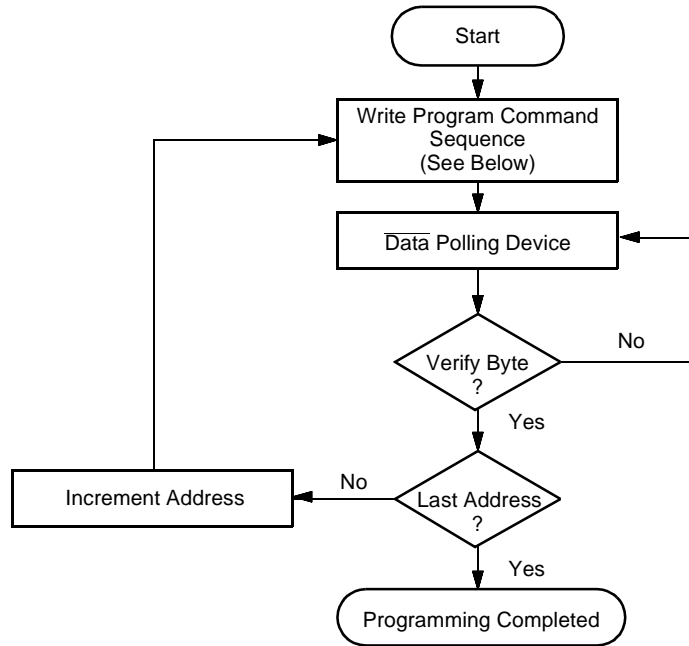 Start
Write Program Command
Sequence
(See Below)
Data Polling Device
Verify Byte
?
No
Yes
Last Address
?
No
Increment Address
Yes
Programming Completed